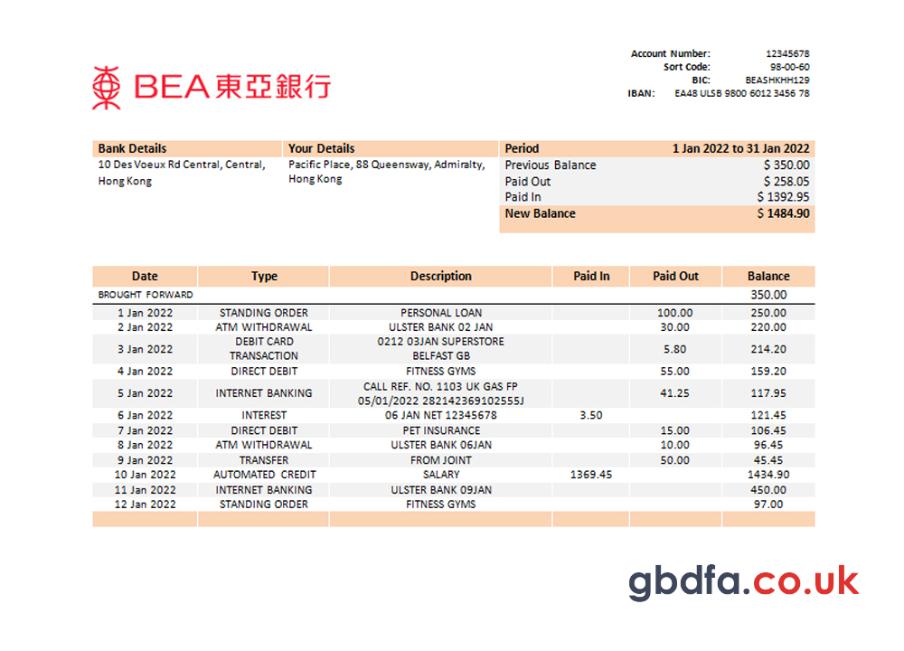 Account Number: 12345678
Sort Code: 98-00-60
BIC: BEASHKHH129
IBAN: EA48 ULSB 9800 6012 3456 78
BEA 東亞銀行
Bank Details Your Details Period 1 Jan 2022 to 31 Jan 2022
10 Des Voeux Rd Central, Central, Pacific Place, 88 Queensway, Admiralty, Previous Balance $ 350.00
Hong Kong Hong Kong Paid Out $ 258.05
Paid In $ 1392.95
New Balance $ 1484.90
Date Type Description Paid In Paid Out Balance
BROUGHT FORWARD 350.00
1 Jan 2022 STANDING ORDER PERSONAL LOAN 100.00 250.00
2 Jan 2022 ATM WITHDRAWAL ULSTER BANK 02 JAN 30.00 220.00
3 Jan 2022 DEBIT CARD 0212 03JAN SUPERSTORE 5.80 214.20
TRANSACTION BELFAST GB
4 Jan 2022 DIRECT DEBIT FITNESS GYMS 55.00 159.20
5 Jan 2022 INTERNET BANKING CALL REF. NO. 1103 UK GAS FP 41.25 117.95
05/01/2022 282142369102555J
6 Jan 2022 INTEREST 06 JAN NET 12345678 3.50 121.45
7 Jan 2022 DIRECT DEBIT PET INSURANCE 15.00 106.45
8 Jan 2022 ATM WITHDRAWAL ULSTER BANK 06JAN 10.00 96.45
9 Jan 2022 TRANSFER FROM JOINT 50.00 45.45
10 Jan 2022 AUTOMATED CREDIT SALARY 1369.45 1434.90
11 Jan 2022 INTERNET BANKING ULSTER BANK 09JAN 450.00
12 Jan 2022 STANDING ORDER FITNESS GYMS 97.00
gbdfa.co.uk